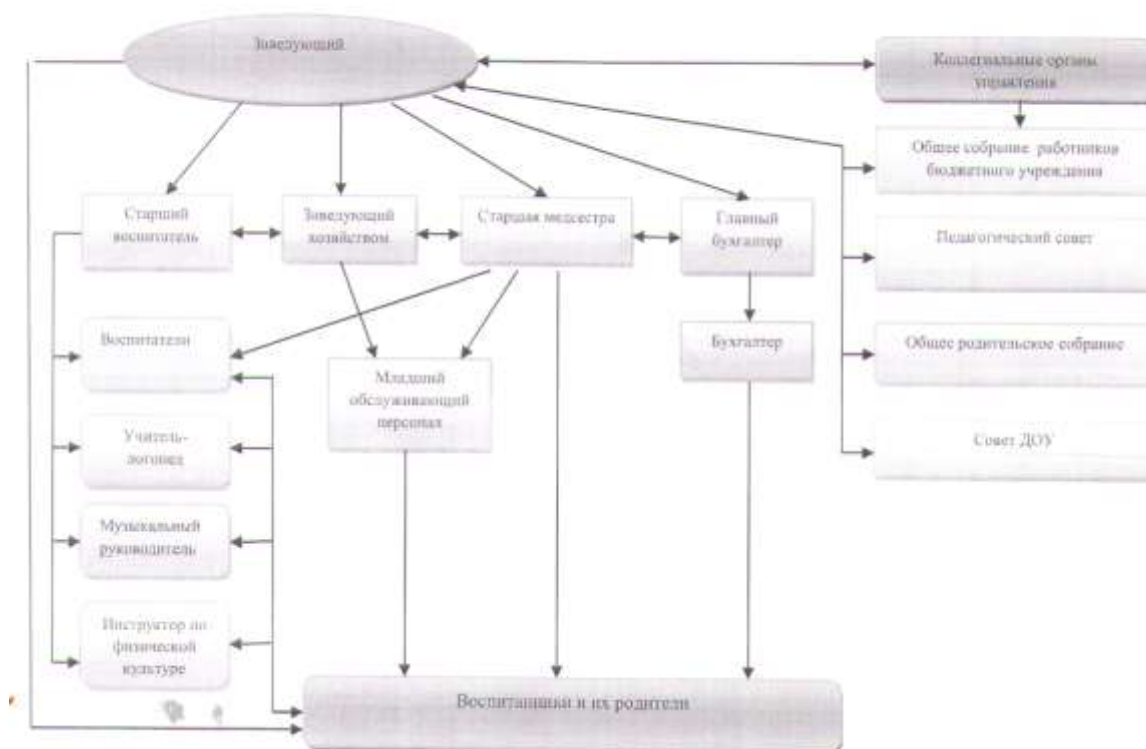 Заведующий
Коллегиальные органы
управления
Общее собрание работников
бюджетного учреждения
Старший
воспитатель
Заведующий
хозяйством
Старшая медсестра
Главный
бухгалтер
Педагогический совет
Воспитатели
Бухгалтер
Общее родительское собрание
Младший
обслуживающий
персонал
Учитель-
логопед
Совет ДОУ
Музыкальный
руководитель
Инструктор по
физической
культуре
Воспитанники и их родители